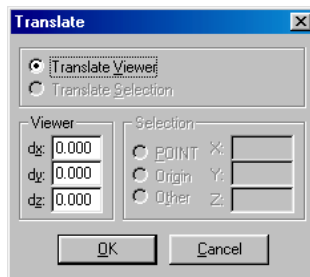 Translate
Translate Viewer
Translate Selection
Viewer
dx: 0.000
dy: 0.000
dz: 0.000
Selection
POINT X:
Origin Y:
Other Z:
OK Cancel